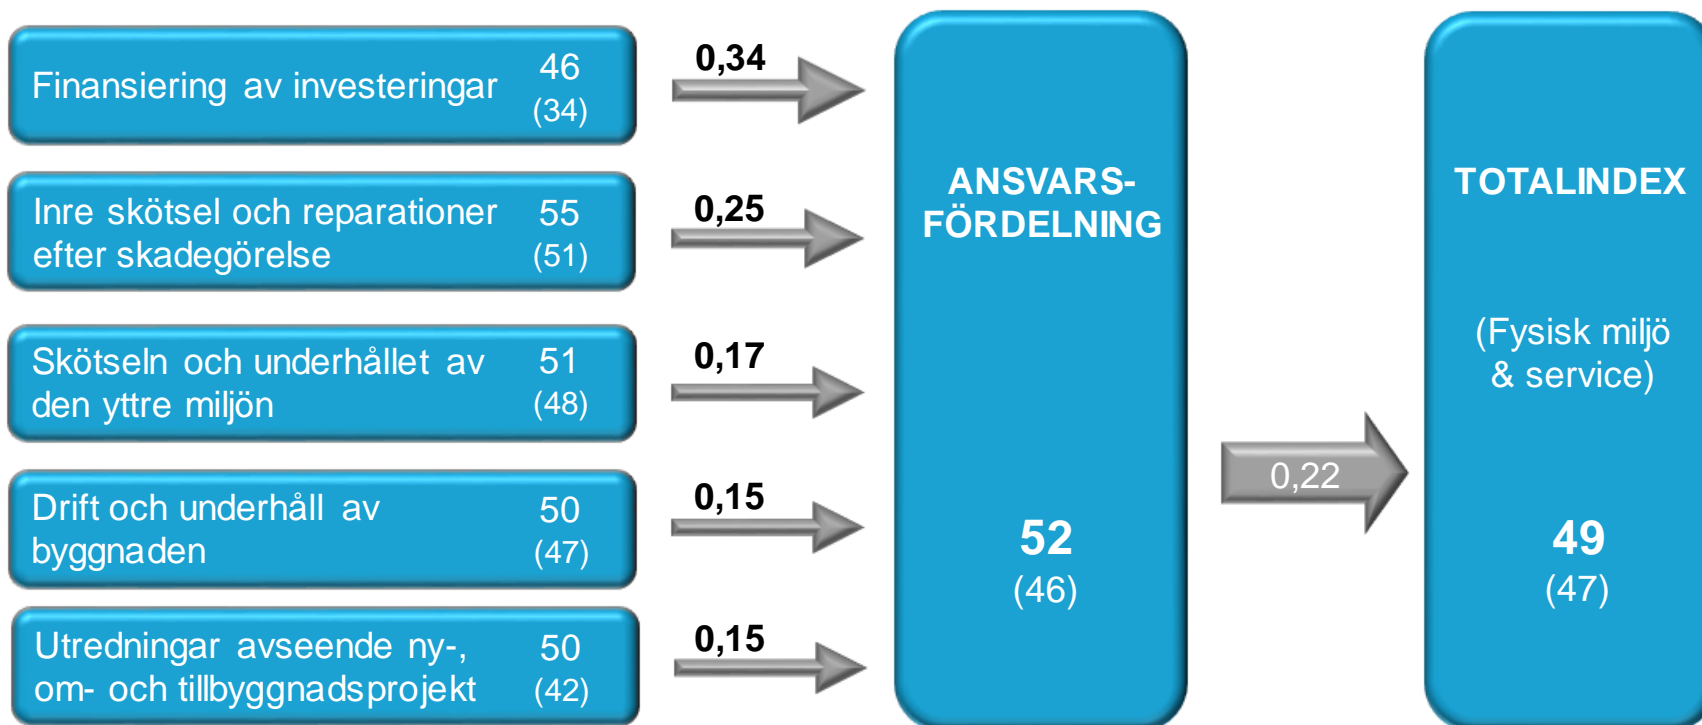 Finansiering av investeringar
46
(34)
0,34
Inre skötsel och reparationer
efter skadegörelse
55
(51)
0,25
Skötseln och underhållet av
den yttre miljön
51
(48)
0,17
Drift och underhåll av
byggnaden
50
(47)
0,15
Utredningar avseende ny-,
om- och tillbyggnadsprojekt
50
(42)
0,15
ANSVARS-
FÖRDELNING
52
(46)
0,22
TOTALINDEX
(Fysisk miljö
& service)
49
(47)